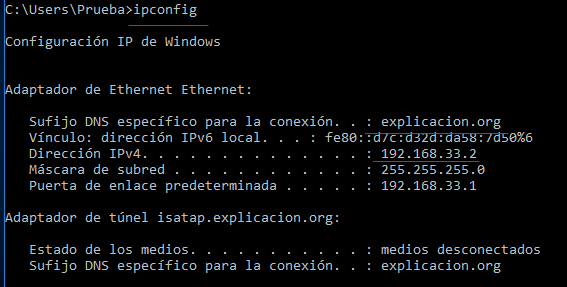 C:\Users\Prueba>ipconfig
Configuración IP de Windows
Adaptador de Ethernet Ethernet:
Sufijo DNS específico para la conexión. . : explicacion.org
Vínculo: dirección IPv6 local. . . : fe80::d7c:d32d:da58:7d50%6
Dirección IPv4. . . . . . . . . . . . . . : 192.168.33.2
Máscara de subred . . . . . . . . . . . . : 255.255.255.0
Puerta de enlace predeterminada . . . . . : 192.168.33.1
Adaptador de túnel isatap.explicacion.org:
Estado de los medios. . . . . . . . . . . : medios desconectados
Sufijo DNS específico para la conexión. . : explicacion.org